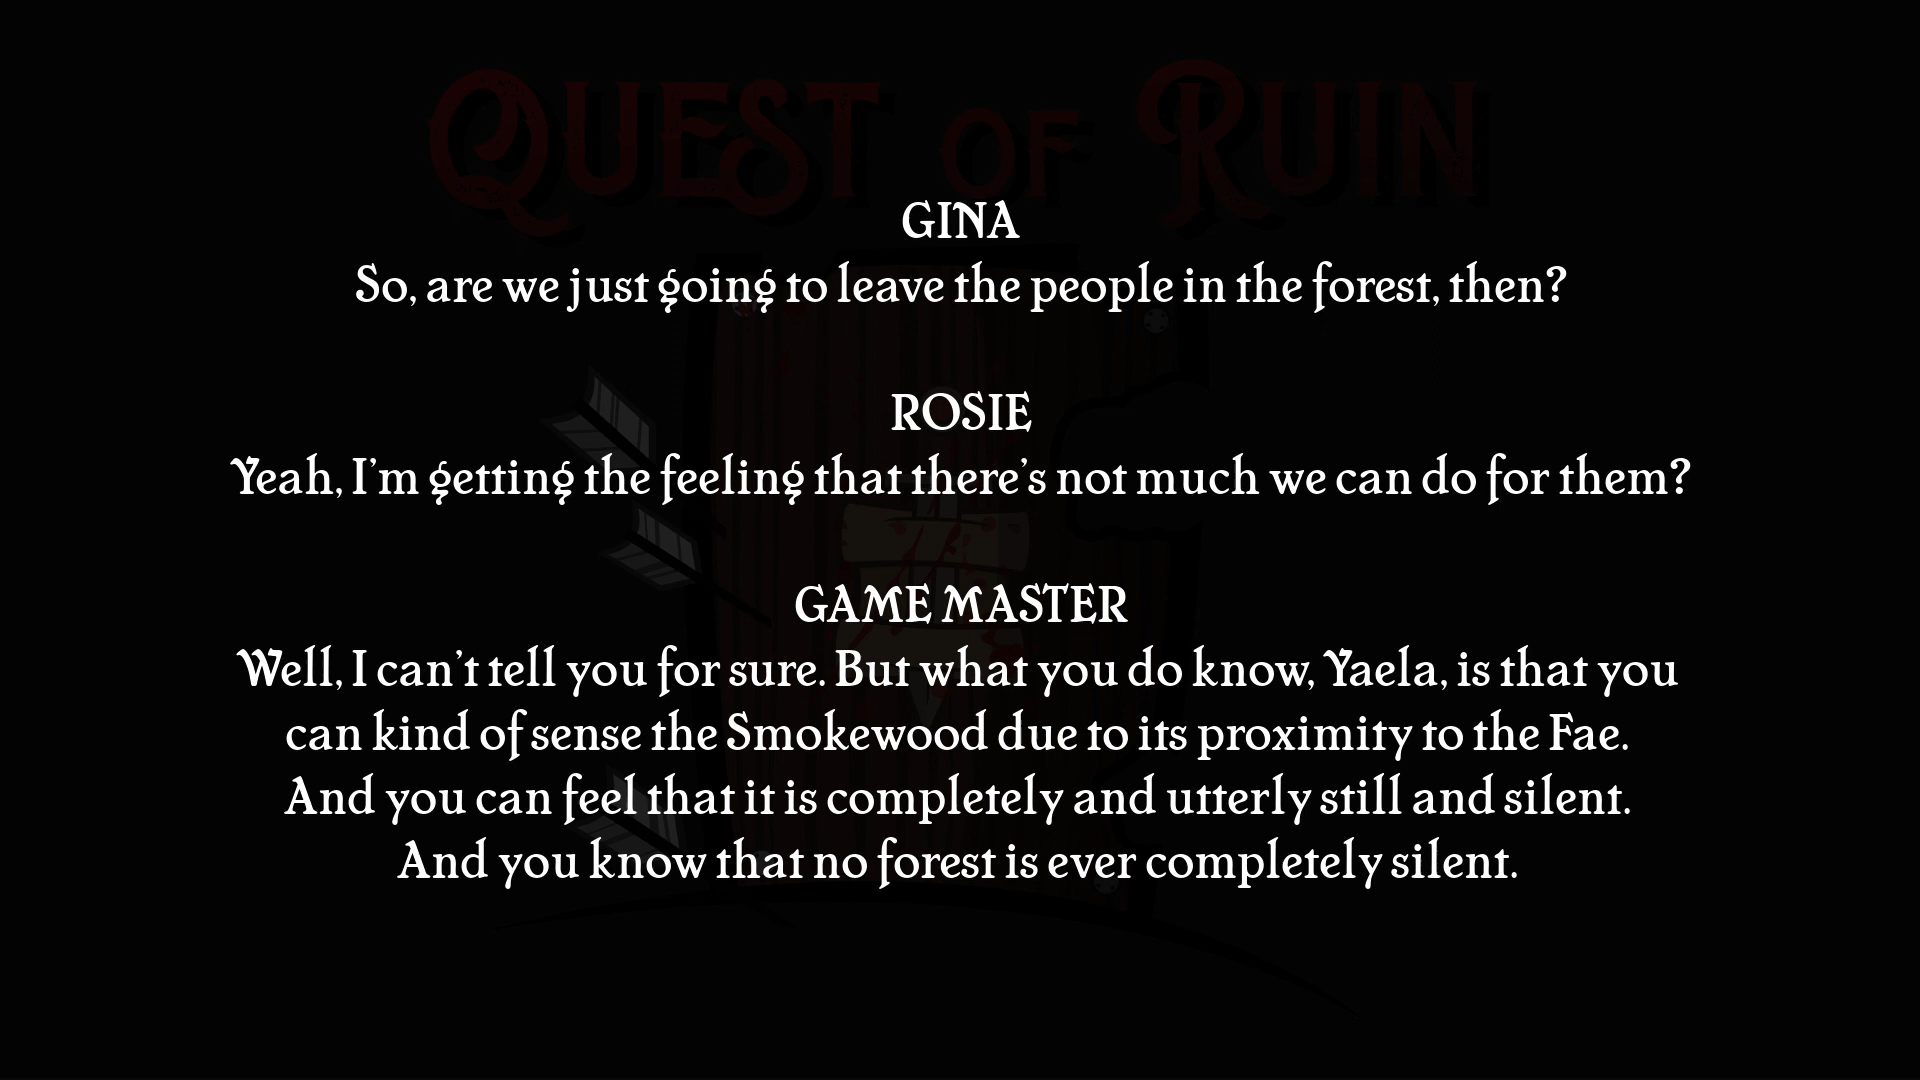 QUEST OF RUIN
GINA
So, are we just going to leave the people in the forest, then?
ROSIE
Yeah, I'm getting the feeling that there's not much we can do for them?
GAME MASTER
Well, I can't tell you for sure. But what you do know, Yaela, is that you
can kind of sense the Smokewood due to its proximity to the Fae.
And you can feel that it is completely and utterly still and silent.
And you know that no forest is ever completely silent.